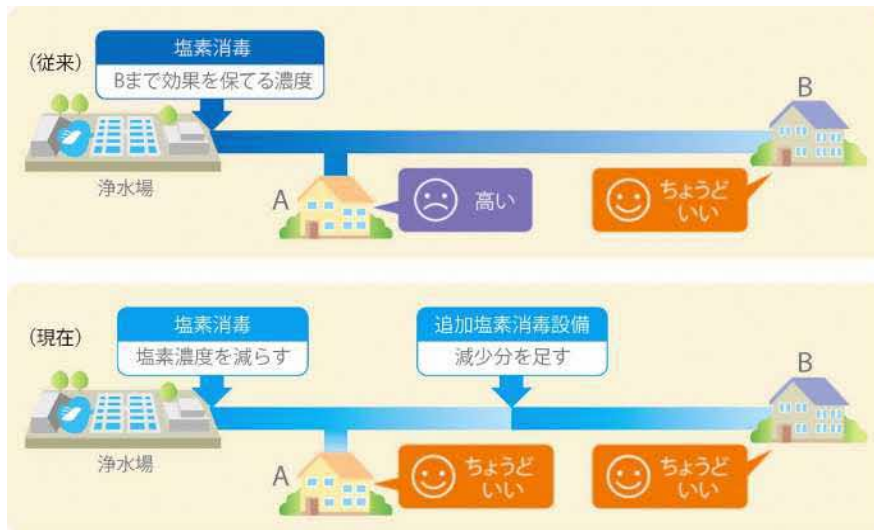 (従来)
塩素消毒
Bまで効果を保てる濃度
浄水場
A
高い
B
ちょうど
いい
(現在)
塩素消毒
塩素濃度を減らす
追加塩素消毒設備
減少分を足す
浄水場
A
ちょうど
いい
B
ちょうど
いい